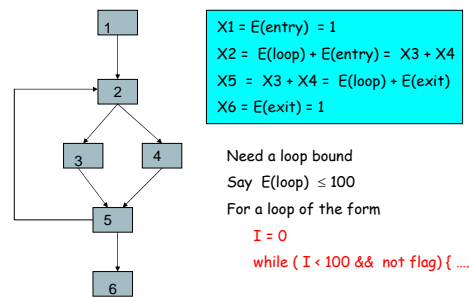 1
2
3
4
5
6
X1 = E(entry) = 1
X2 = E(loop) + E(entry) = X3 + X4
X5 = X3 + X4 = E(loop) + E(exit)
X6 = E(exit) = 1
Need a loop bound
Say E(loop) ≤ 100
For a loop of the form
I = 0
while ( I < 100 && not flag) { ....